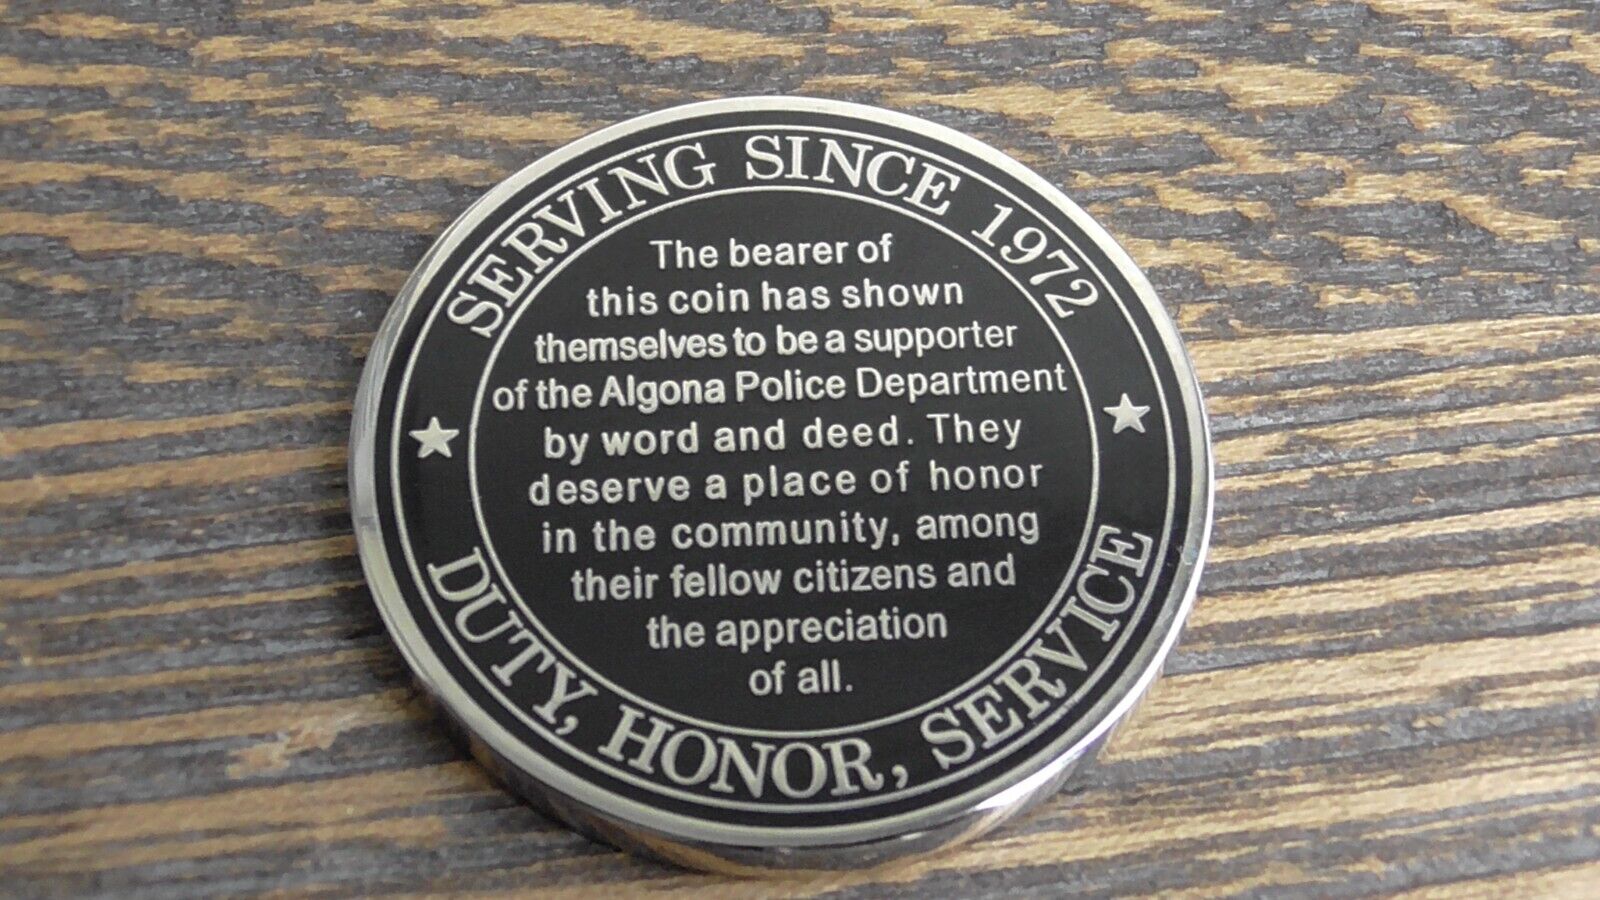 SERVING SINCE 1972
The bearer of
this coin has shown
themselves to be a supporter
of the Algona Police Department
by word and deed. They
deserve a place of honor
in the community, among
their fellow citizens and
the appreciation
of all.
DUTY, HONOR, SERVICE